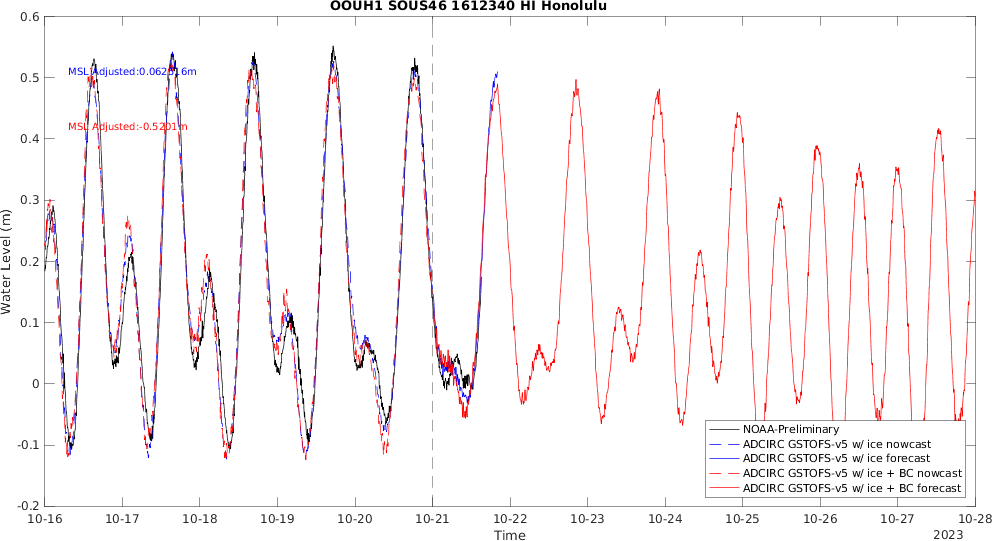 OOUH1 SOUS46 1612340 HI Honolulu
0.6
0.5
0.4
0.3
0.2
0.1
0
-0.1
-0.2
Water Level (m)
MSL Adjusted:0.062516m
MSL Adjusted:-0.5201m
NOAA-Preliminary
ADCIRC GSTOFS-v5 w/ ice nowcast
ADCIRC GSTOFS-v5 w/ ice forecast
ADCIRC GSTOFS-v5 w/ ice + BC nowcast
ADCIRC GSTOFS-v5 w/ ice + BC forecast
10-16 10-17 10-18 10-19 10-20 10-21 10-22 10-23 10-24 10-25 10-26 10-27 10-28
Time
2023